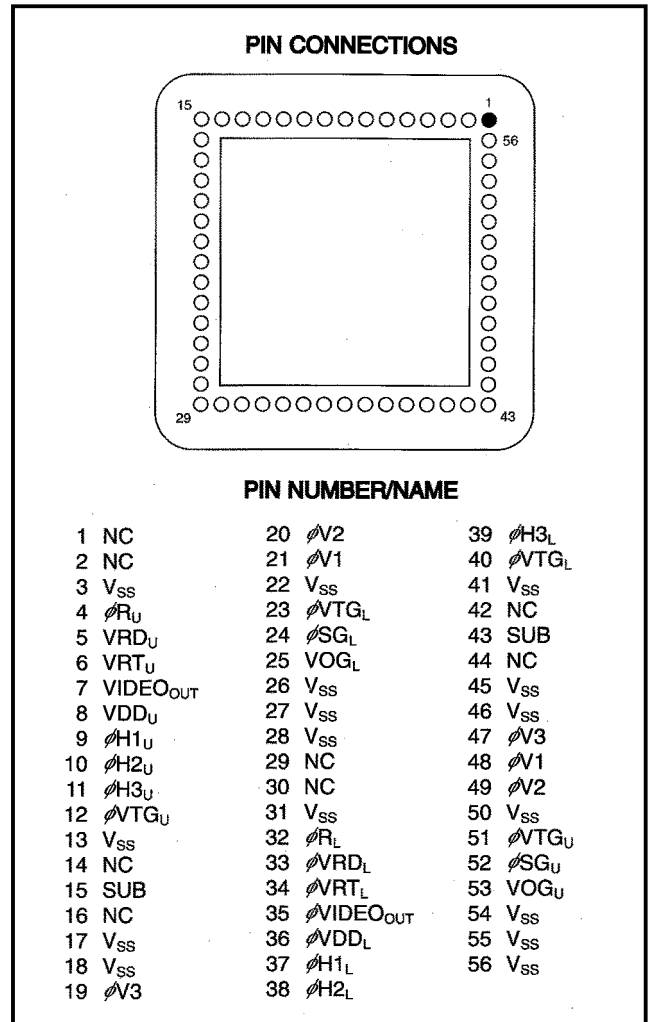 PIN CONNECTIONS
15 1
56
29 43
PIN NUMBER/NAME
1 NC
2 NC
3 VSS
4 ø̸RU
5 VRDU
6 VRTU
7 VIDEOOUT
8 VDDU
9 øH1U
10 øH2U
11 øH3U
12 øVTGU
13 VSS
14 NC
15 SUB
16 NC
17 VSS
18 VSS
19 øV3
20 øV2
21 øV1
22 VSS
23 øVTGL
24 øSGL
25 VOGL
26 VSS
27 VSS
28 VSS
29 NC
30 NC
31 VSS
32 øRL
33 øVRDL
34 øVRTL
35 øVIDEOOUT
36 øVDDL
37 øH1L
38 øH2L
39 øH3L
40 øVTGL
41 VSS
42 NC
43 SUB
44 NC
45 VSS
46 VSS
47 øV3
48 øV1
49 øV2
50 VSS
51 øVTGU
52 øSGU
53 VOGU
54 VSS
55 VSS
56 VSS